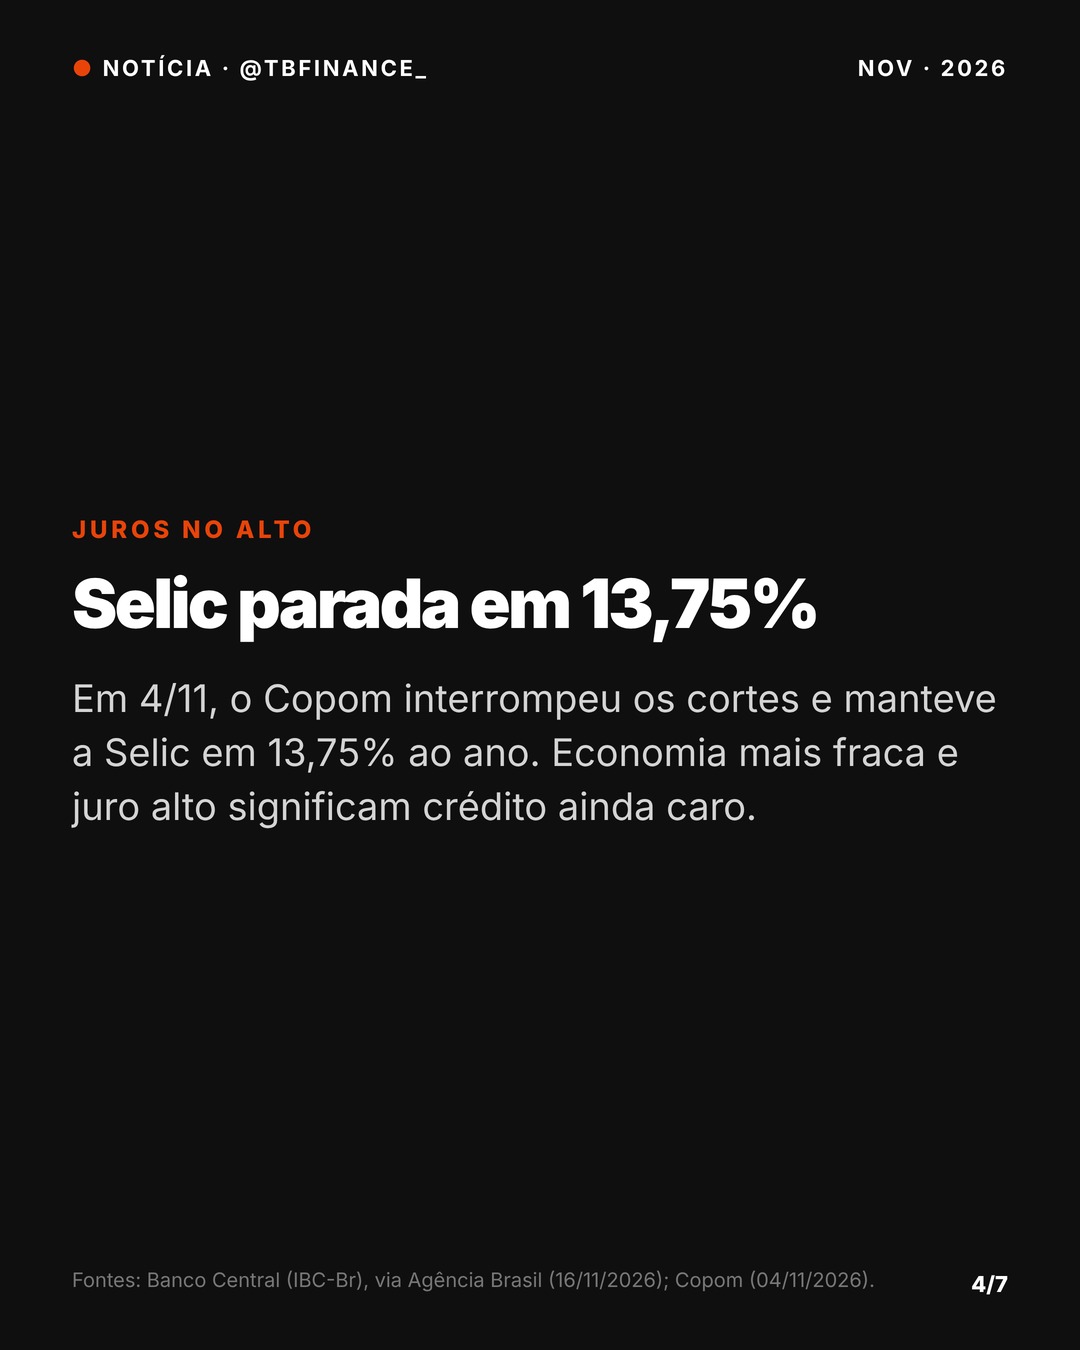 NOTÍCIA · @TBFINANCE_
NOV · 2026
JUROS NO ALTO
Selic parada em 13,75%
Em 4/11, o Copom interrompeu os cortes e manteve
a Selic em 13,75% ao ano. Economia mais fraca e
juro alto significam crédito ainda caro.
Fontes: Banco Central (IBC-Br), via Agência Brasil (16/11/2026); Copom (04/11/2026).
4/7